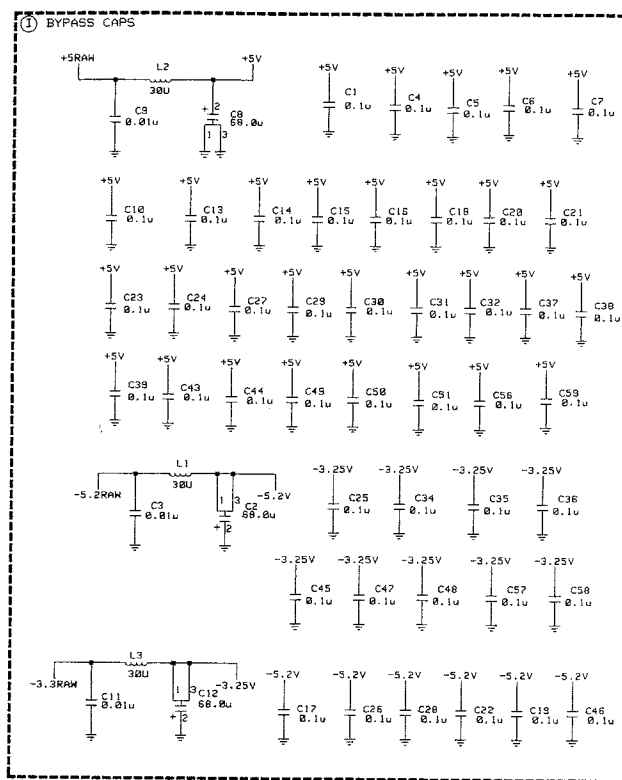 I BYPASS CAPS
+5RAW L2 +5V
30U
C9 0.01u
+ 2 C8 68.0u
1 3
+5V +5V +5V +5V +5V
C1 0.1u C4 0.1u C5 0.1u C6 0.1u C7 0.1u
+5V +5V +5V +5V +5V +5V +5V +5V
C10 C13 C14 C15 C16 C18 C20 C21
0.1u 0.1u 0.1u 0.1u 0.1u 0.1u 0.1u 0.1u
+5V +5V +5V +5V +5V +5V +5V +5V +5V
C23 C24 C27 C29 C30 C31 C32 C37 C38
0.1u 0.1u 0.1u 0.1u 0.1u 0.1u 0.1u 0.1u 0.1u
+5V +5V +5V +5V +5V +5V +5V +5V
C39 C43 C44 C49 C50 C51 C56 C59
0.1u 0.1u 0.1u 0.1u 0.1u 0.1u 0.1u 0.1u
L1
30U
-5.2RAW -5.2V
C3 0.01u
1 3 C2 68.0u
+ 2
-3.25V -3.25V -3.25V -3.25V
C25 C34 C35 C36
0.1u 0.1u 0.1u 0.1u
-3.25V -3.25V -3.25V -3.25V -3.25V
C45 C47 C48 C57 C58
0.1u 0.1u 0.1u 0.1u 0.1u
L3
30U
-3.3RAW -3.25V
C11 0.01u
1 3 C12 68.0u
+ 2
-5.2V -5.2V -5.2V -5.2V -5.2V -5.2V
C17 C26 C28 C22 C19 C46
0.1u 0.1u 0.1u 0.1u 0.1u 0.1u